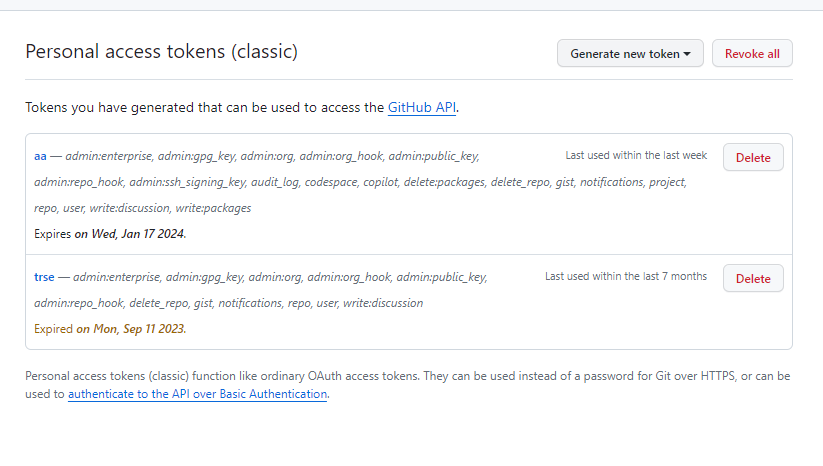 Personal access tokens (classic)
Generate new token
Revoke all
Tokens you have generated that can be used to access the GitHub API.
aa — admin:enterprise, admin:gpg_key, admin:org, admin:org_hook, admin:public_key,
Last used within the last week
Delete
admin:repo_hook, admin:ssh_signing_key, audit_log, codespace, copilot, delete:packages, delete_repo, gist, notifications, project,
repo, user, write:discussion, write:packages
Expires on Wed, Jan 17 2024.
trse — admin:enterprise, admin:gpg_key, admin:org, admin:org_hook, admin:public_key,
Last used within the last 7 months
Delete
admin:repo_hook, delete_repo, gist, notifications, repo, user, write:discussion
Expired on Mon, Sep 11 2023.
Personal access tokens (classic) function like ordinary OAuth access tokens. They can be used instead of a password for Git over HTTPS, or can be
used to authenticate to the API over Basic Authentication.